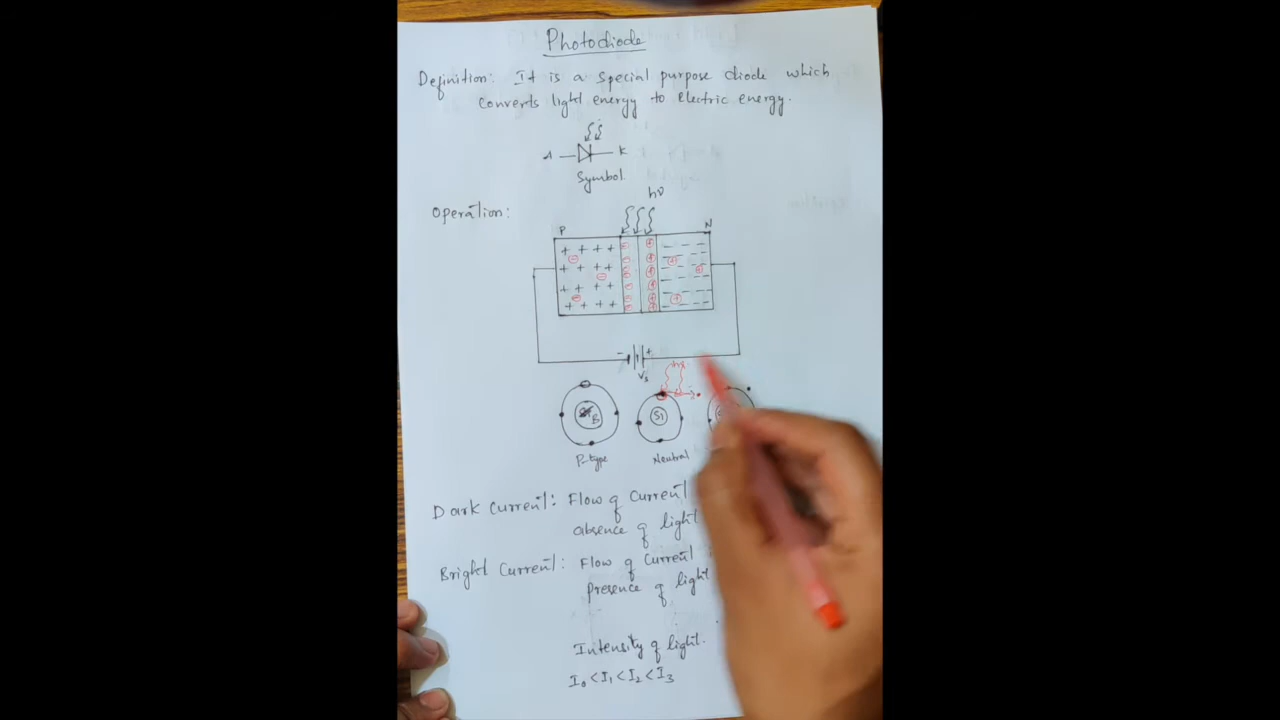 Photodiode
Definition: It is a special purpose diode which
converts light energy to electric energy.
A K
Symbol
hν
Operation:
P N
+ + + +
+ + +
+ + + +
+ + + +
- +
Vs
hν
B Si
P-type Neutral
Dark Current: Flow of Current
absence of light
Bright Current: Flow of Current
Presence of light
Intensity of light.
I₀ < I₁ < I₂ < I₃